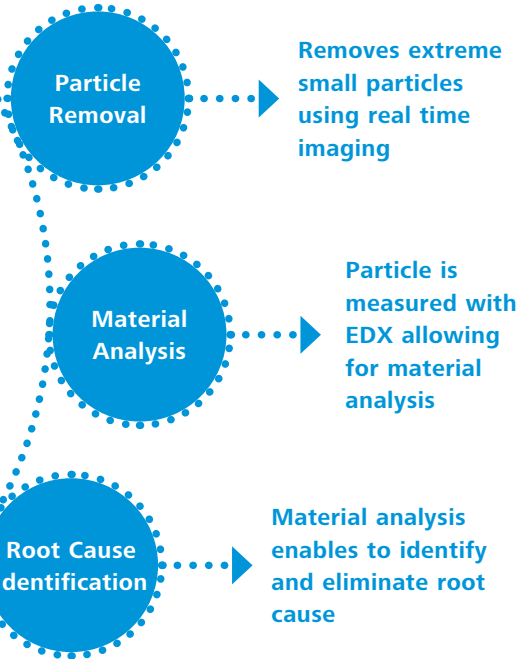 Particle
Removal
Removes extreme
small particles
using real time
imaging
Material
Analysis
Particle is
measured with
EDX allowing
for material
analysis
Root Cause
dentification
Material analysis
enables to identify
and eliminate root
cause